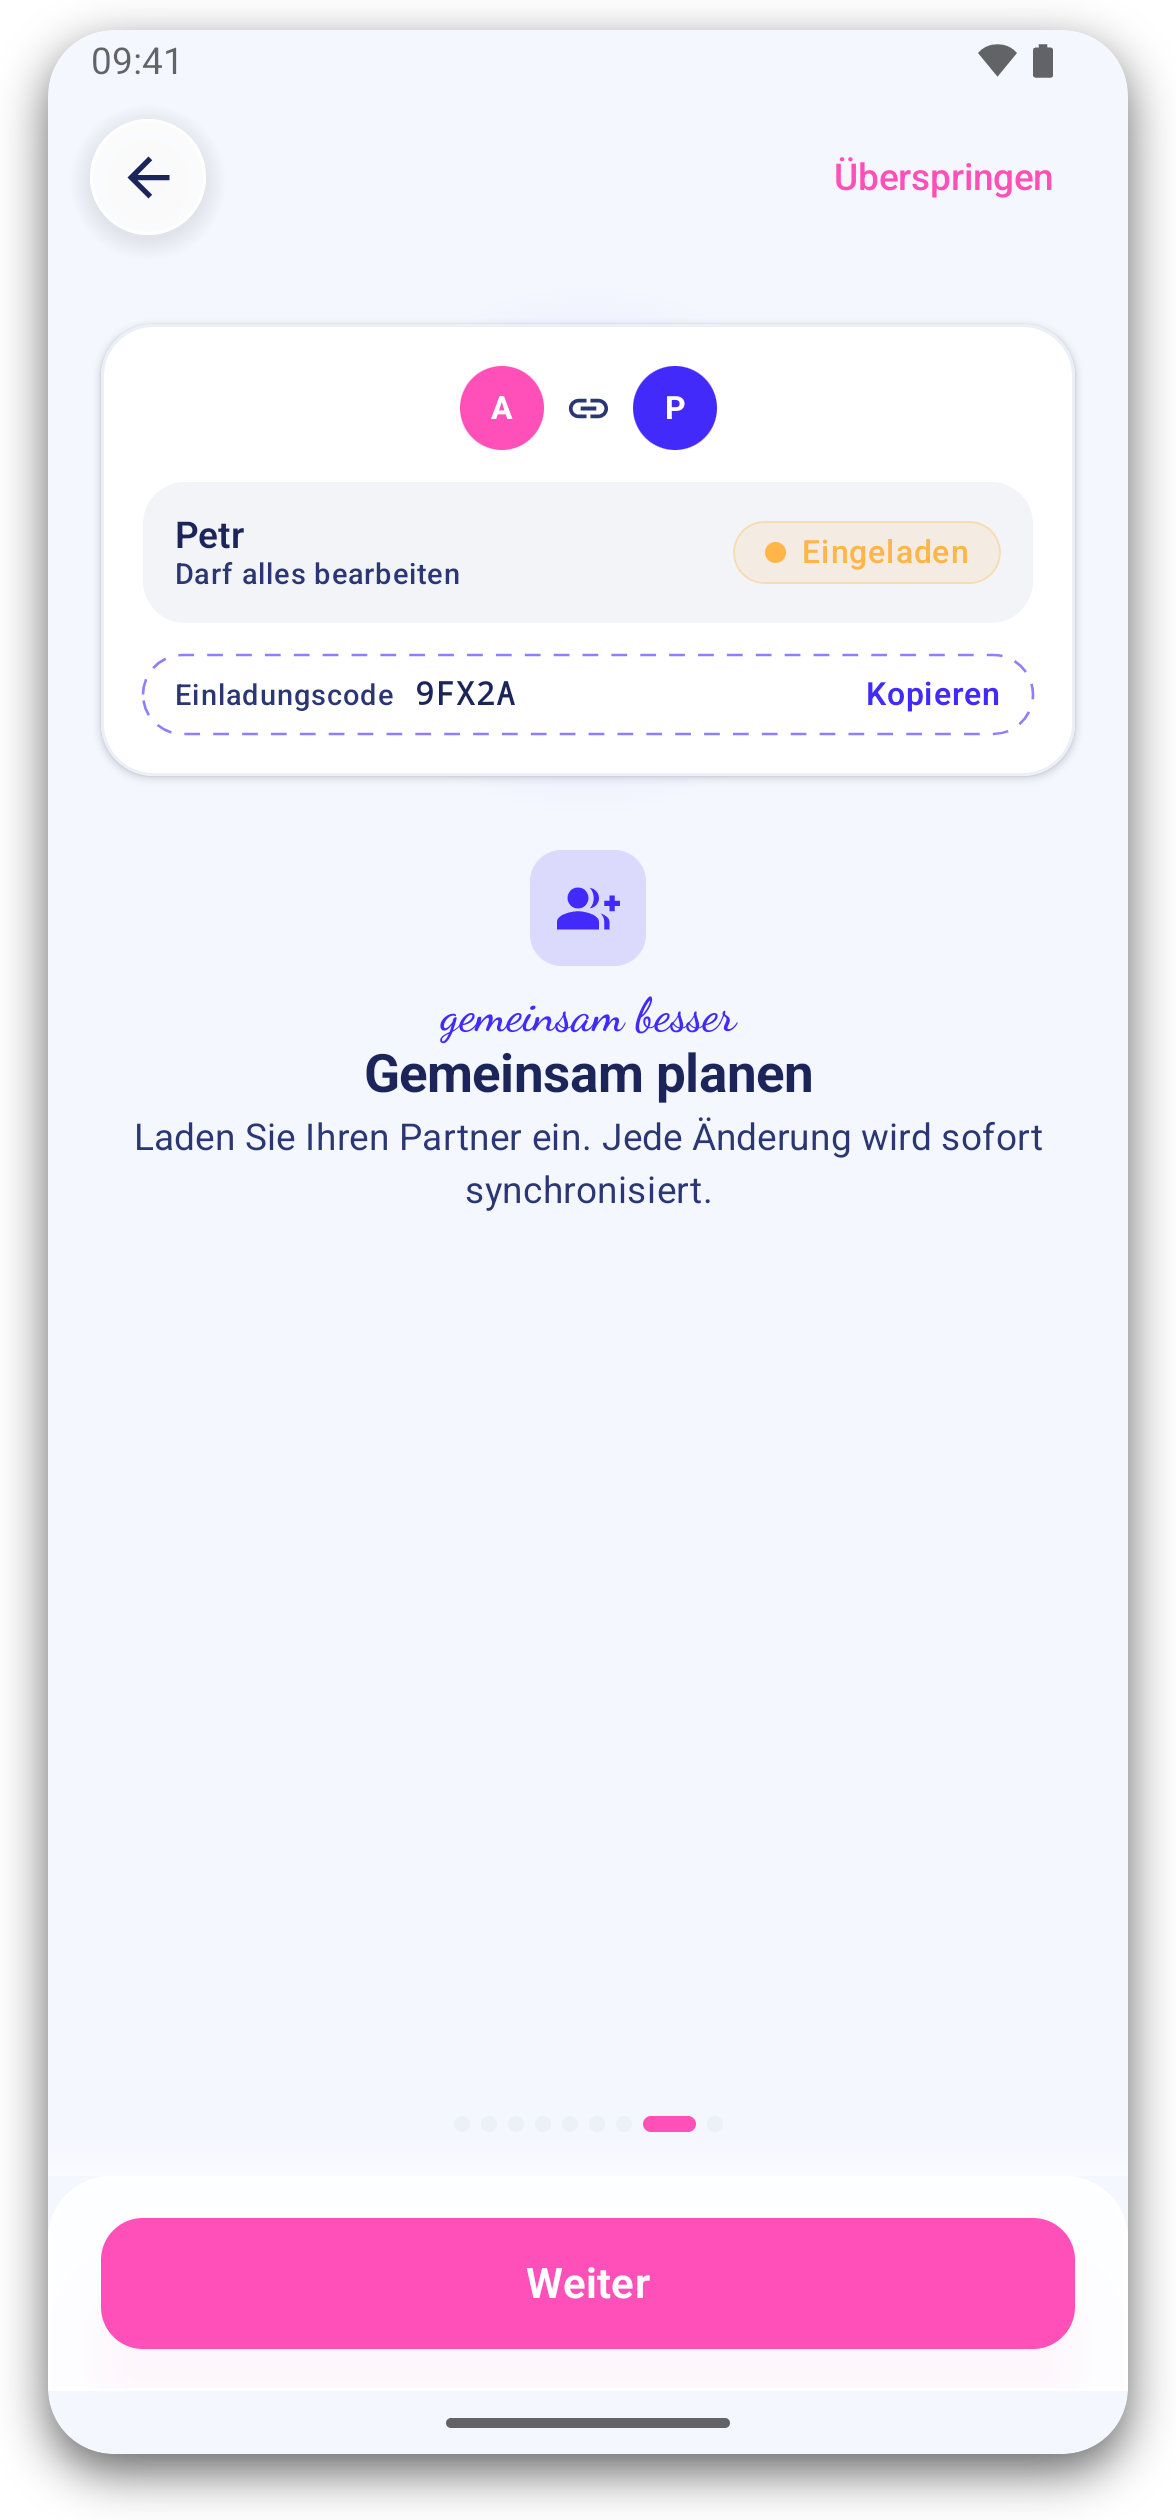 09:41
Überspringen
A P
Petr
Eingeladen
Darf alles bearbeiten
Einladungscode 9FX2A Kopieren
gemeinsam besser
Gemeinsam planen
Laden Sie Ihren Partner ein. Jede Änderung wird sofort
synchronisiert.
Weiter